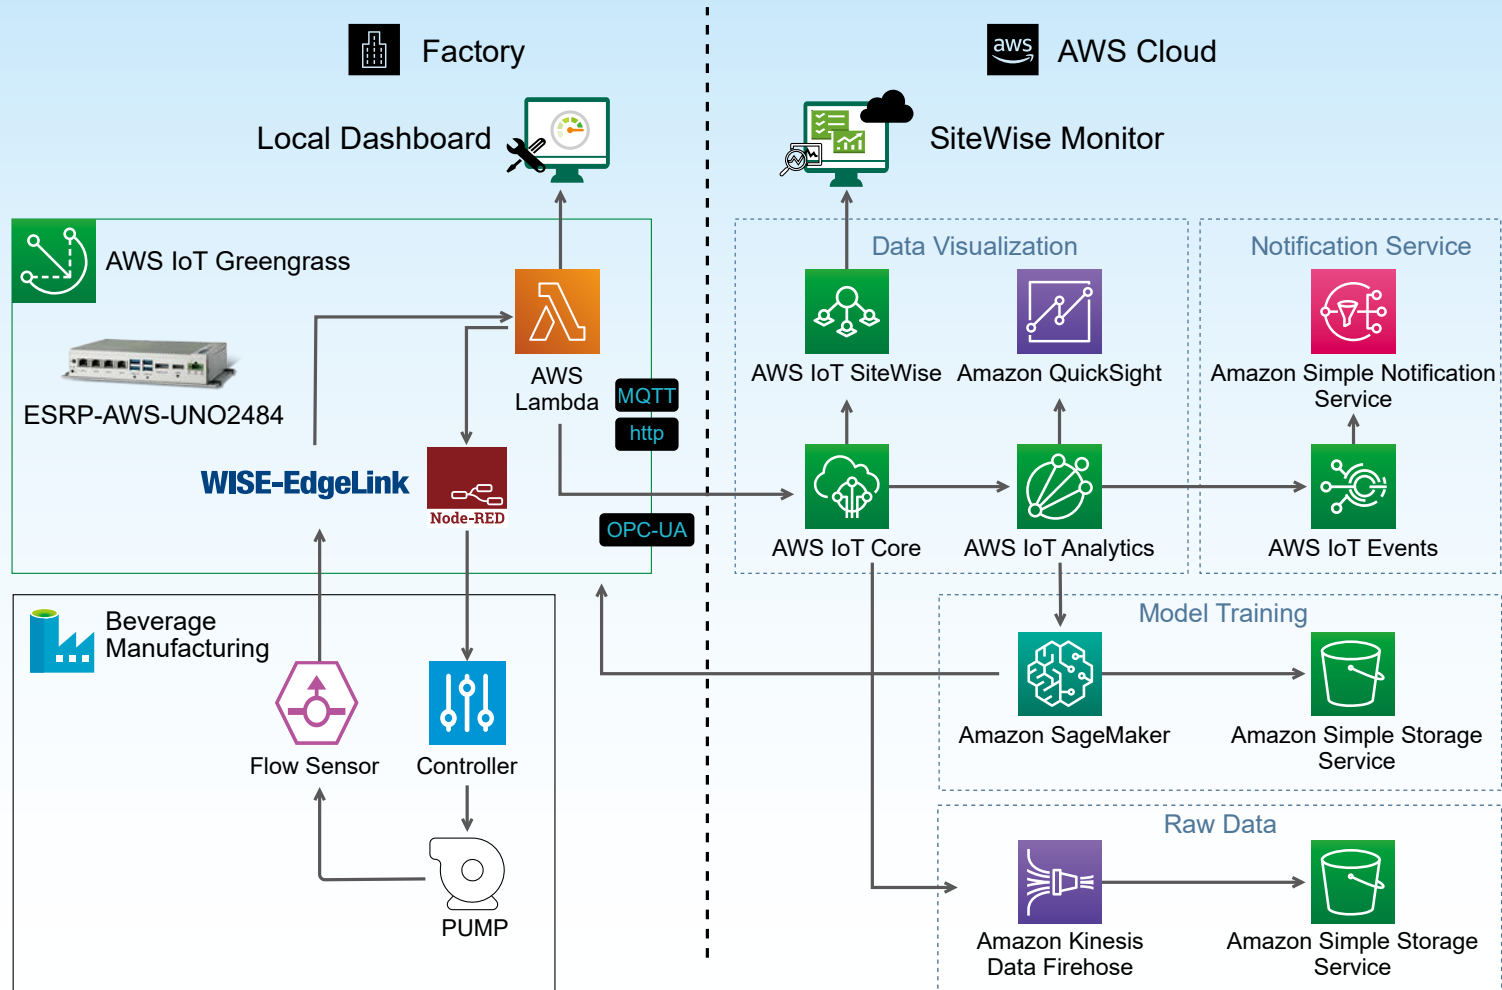 Factory
aws
AWS Cloud
Local Dashboard
SiteWise Monitor
AWS IoT Greengrass
ESRP-AWS-UNO2484
WISE-EdgeLink
AWS
Lambda
MQTT
http
OPC-UA
Node-RED
Beverage
Manufacturing
Flow Sensor
Controller
PUMP
Data Visualization
AWS IoT SiteWise
Amazon QuickSight
AWS IoT Core
AWS IoT Analytics
Notification Service
Amazon Simple Notification
Service
AWS IoT Events
Model Training
Amazon SageMaker
Amazon Simple Storage
Service
Raw Data
Amazon Kinesis
Data Firehose
Amazon Simple Storage
Service